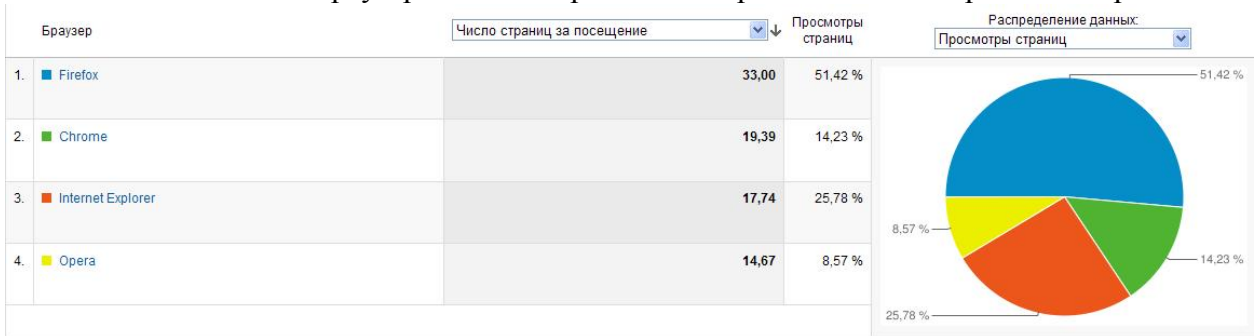 Браузер
Число страниц за посещение
Просмотры страниц
Распределение данных:
Просмотры страниц
1. Firefox 33,00 51,42 %
2. Chrome 19,39 14,23 %
3. Internet Explorer 17,74 25,78 %
4. Opera 14,67 8,57 %
51,42 %
8,57 %
14,23 %
25,78 %